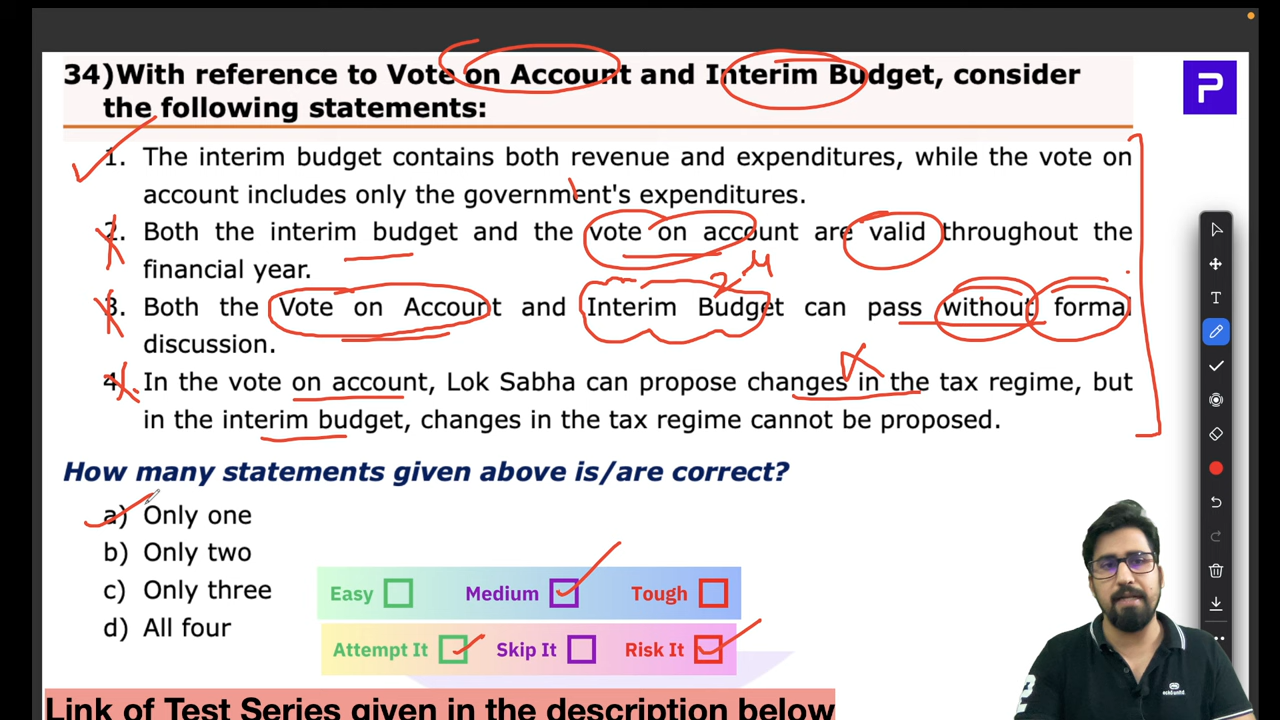 34)With reference to Vote on Account and Interim Budget, consider
the following statements:
1. The interim budget contains both revenue and expenditures, while the vote on
account includes only the government's expenditures.
2. Both the interim budget and the vote on account are valid throughout the
financial year.
2 M
3. Both the Vote on Account and Interim Budget can pass without formal
discussion.
4. In the vote on account, Lok Sabha can propose changes in the tax regime, but
in the interim budget, changes in the tax regime cannot be proposed.
How many statements given above is/are correct?
a) Only one
b) Only two
c) Only three
d) All four
Easy Medium Tough
Attempt It Skip It Risk It
Link of Test Series given in the description below